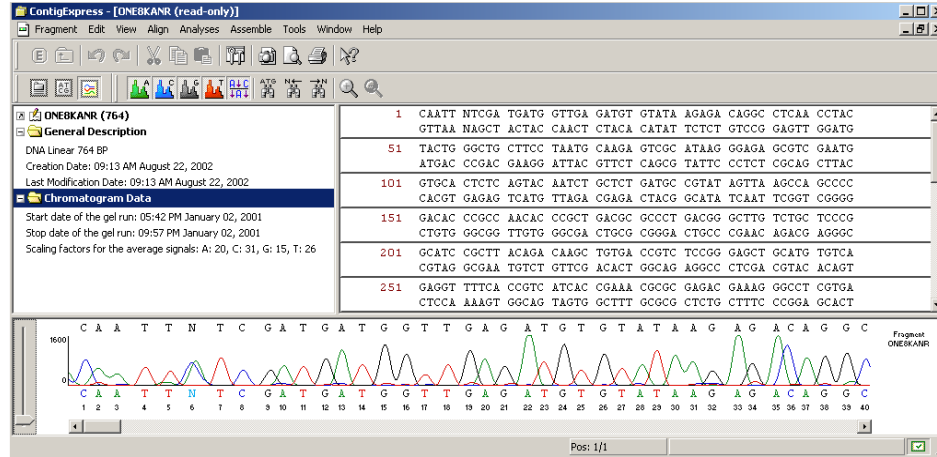 ContigExpress - [ONE8KANR (read-only)]
Fragment Edit View Align Analyses Assemble Tools Window Help
ONE8KANR (764)
General Description
DNA Linear 764 BP
Creation Date: 09:13 AM August 22, 2002
Last Modification Date: 09:13 AM August 22, 2002
Chromatogram Data
Start date of the gel run: 05:42 PM January 02, 2001
Stop date of the gel run: 09:57 PM January 02, 2001
Scaling factors for the average signals: A: 20, C: 31, G: 15, T: 26
1 CAATT NTCGA TGATG GTTGA GATGT GTATA AGAGA CAGGC CTCAA CCTAC
GTTAA NAGCT ACTAC CAACT CTACA CATAT TCTCT GTCCG GAGTT GGATG
51 TACTG GGCTG CTTCC TAATG CAAGA GTCGC ATAAG GGAGA GCGTC GAATG
ATGAC CCGAC GAAGG ATTAC GTTCT CAGCG TATTC CCTCT CGCAG CTTAC
101 GTGCA CTCTC AGTAC AATCT GCTCT GATGC CGTAT AGTTA AGCCA GCCCC
CACGT GAGAG TCATG TTAGA CGAGA CTACG GCATA TCAAT TCGGT CGGGG
151 GACAC CCGCC AACAC CCGCT GACGC GCCCT GACGG GCTTG TCTGC TCCCG
CTGTG GGCGG TTGTG GGCGA CTGCG CGGGA CTGCC CGAAC AGACG AGGGC
201 GCATC CGCTT ACAGA CAAGC TGTGA CCGTC TCCGG GAGCT GCATG TGTCA
CGTAG GCGAA TGTCT GTTCG ACACT GGCAG AGGCC CTCGA CGTAC ACAGT
251 GAGGT TTTCA CCGTC ATCAC CGAAA CGCGC GAGAC GAAAG GGCCT CGTGA
CTCCA AAAGT GGCAG TAGTG GCTTT GCGCG CTCTG CTTTC CCGGA GCACT
C A A T T N T C G A T G A T G G T T G A G A T G T G T A T A A G A G A C A G G C
Fragment
ONE8KANR
1600
0
C A A T T N T C G A T G A T G G T T G A G A T G T G T A T A A G A G A C A G G C
1 2 3 4 5 6 7 8 9 10 11 12 13 14 15 16 17 18 19 20 21 22 23 24 25 26 27 28 29 30 31 32 33 34 35 36 37 38 39 40
Pos: 1/1